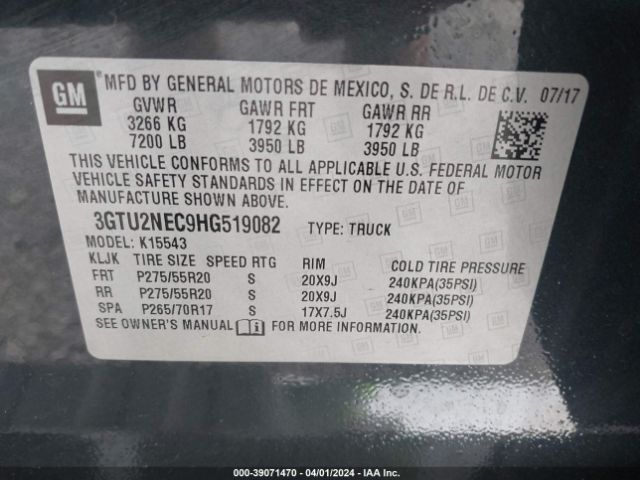 GM
MFD BY GENERAL MOTORS DE MEXICO, S. DE R.L. DE C.V. 07/17
GVWR GAWR FRT GAWR RR
3266 KG 1792 KG 1792 KG
7200 LB 3950 LB 3950 LB
THIS VEHICLE CONFORMS TO ALL APPLICABLE U.S. FEDERAL MOTOR
VEHICLE SAFETY STANDARDS IN EFFECT ON THE DATE OF
MANUFACTURE SHOWN ABOVE.
3GTU2NEC9HG519082 TYPE: TRUCK
MODEL: K15543
KLJK TIRE SIZE SPEED RTG RIM COLD TIRE PRESSURE
FRT P275/55R20 S 20X9J 240KPA(35PSI)
RR P275/55R20 S 20X9J 240KPA(35PSI)
SPA P265/70R17 S 17X7.5J 240KPA(35PSI)
SEE OWNER'S MANUAL FOR MORE INFORMATION.
000-39071470 - 04/01/2024 - IAA Inc.